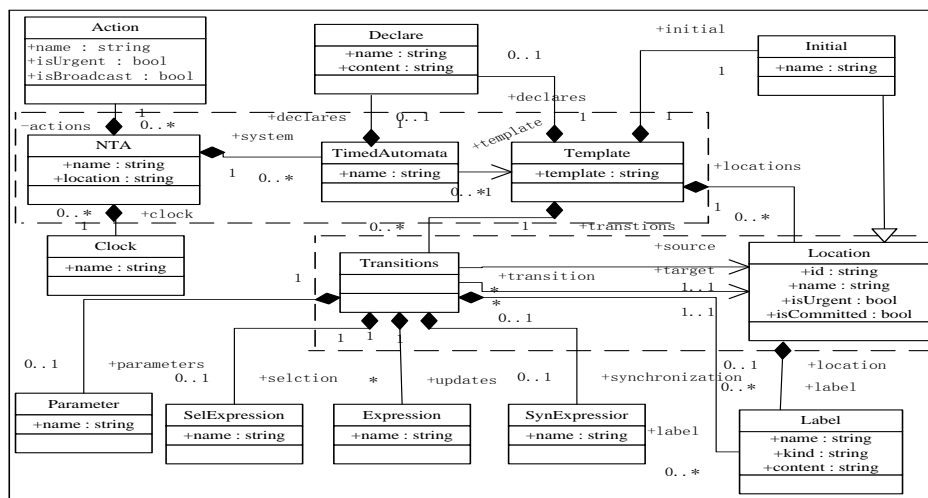 Action
+name : string
+isUrgent : bool
+isBroadcast : bool
Declare
+name : string
+content : string
0..1
+initial
1
Initial
+name : string
-actions
1
0..*
+declares
0..1
1
+declares
1
1
+system
+template
NTA
+name : string
+location : string
1
0..*
TimedAutomata
+name : string
0..*
1
Template
+template : string
+locations
1
0..*
0..*
1
+clock
Clock
+name : string
0..*
1
+transtions
+source
Transitions
+transition
+target
1..1
*
*
1..1
Location
+id : string
+name : string
+isUrgent : bool
+isCommitted : bool
1
0..1
1
1
1
0..1
+parameters
0..1
+selction
*
+updates
0..1
+synchronization
0..1
+location
0..*
+label
Parameter
+name : string
SelExpression
+name : string
Expression
+name : string
SynExpressior
+name : string
+label
0..*
Label
+name : string
+kind : string
+content : string